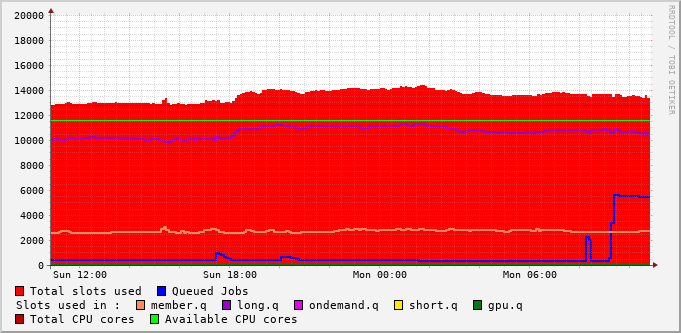 20000
18000
16000
14000
12000
10000
8000
6000
4000
2000
0
Sun 12:00 Sun 18:00 Mon 00:00 Mon 06:00
RRDTOOL / TOBI OETIKER
Total slots used Queued Jobs
Slots used in : member.q long.q ondemand.q short.q gpu.q
Total CPU cores Available CPU cores